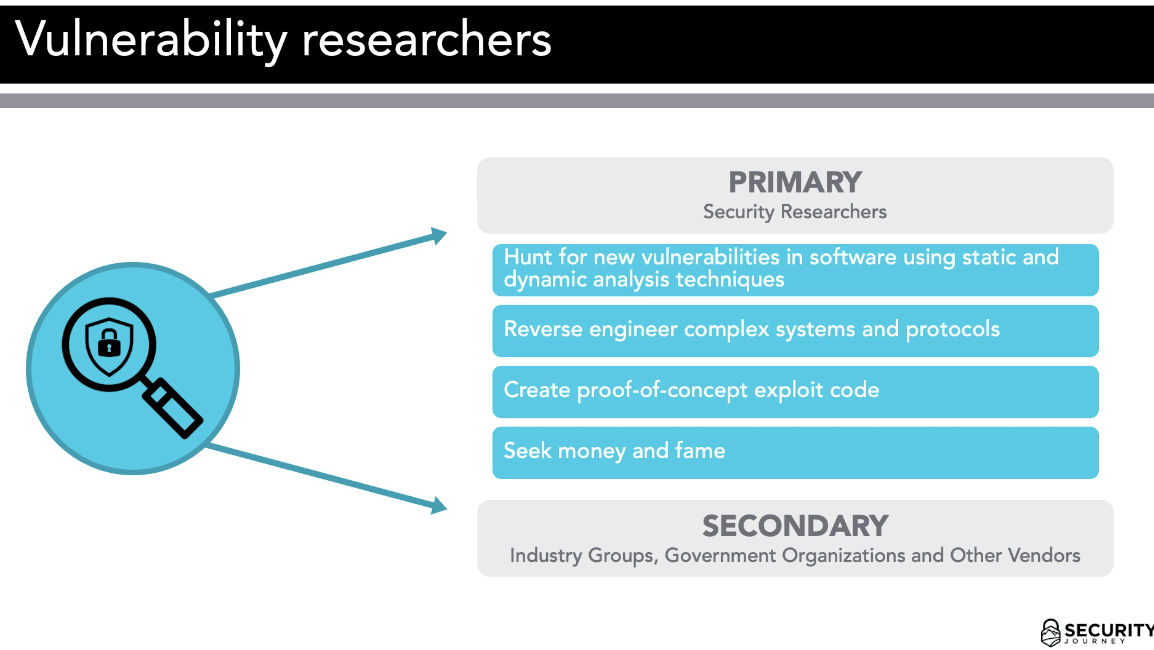 Vulnerability researchers
PRIMARY
Security Researchers
Hunt for new vulnerabilities in software using static and
dynamic analysis techniques
Reverse engineer complex systems and protocols
Create proof-of-concept exploit code
Seek money and fame
SECONDARY
Industry Groups, Government Organizations and Other Vendors
SECURITY
JOURNEY